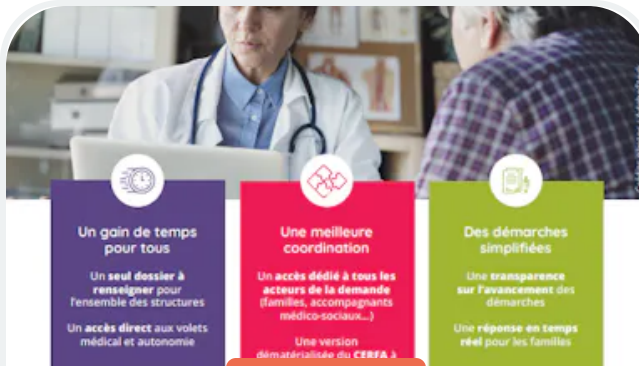 Un gain de temps
pour tous
Un seul dossier à
renseigner pour
l'ensemble des structures
Un accès direct aux volets
médical et autonomie
Une meilleure
coordination
Un accès dédié à tous les
acteurs de la demande
(familles, accompagnants
médico-sociaux...)
Une version
dématérialisée du CERFA à
Des démarches
simplifiées
Une transparence
sur l'avancement des
démarches
Une réponse en temps
réel pour les familles